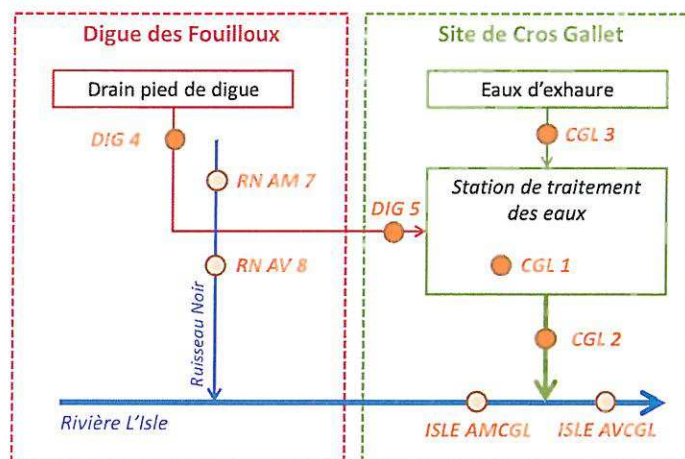 Digue des Fouilloux
Site de Cros Gallet
Drain pied de digue
Eaux d'exhaure
DIG 4
CGL 3
RN AM 7
Station de traitement
des eaux
DIG 5
RN AV 8
CGL 1
Ruisseau Noir
CGL 2
Rivière L'Isle
ISLE AMCGL
ISLE AVCGL